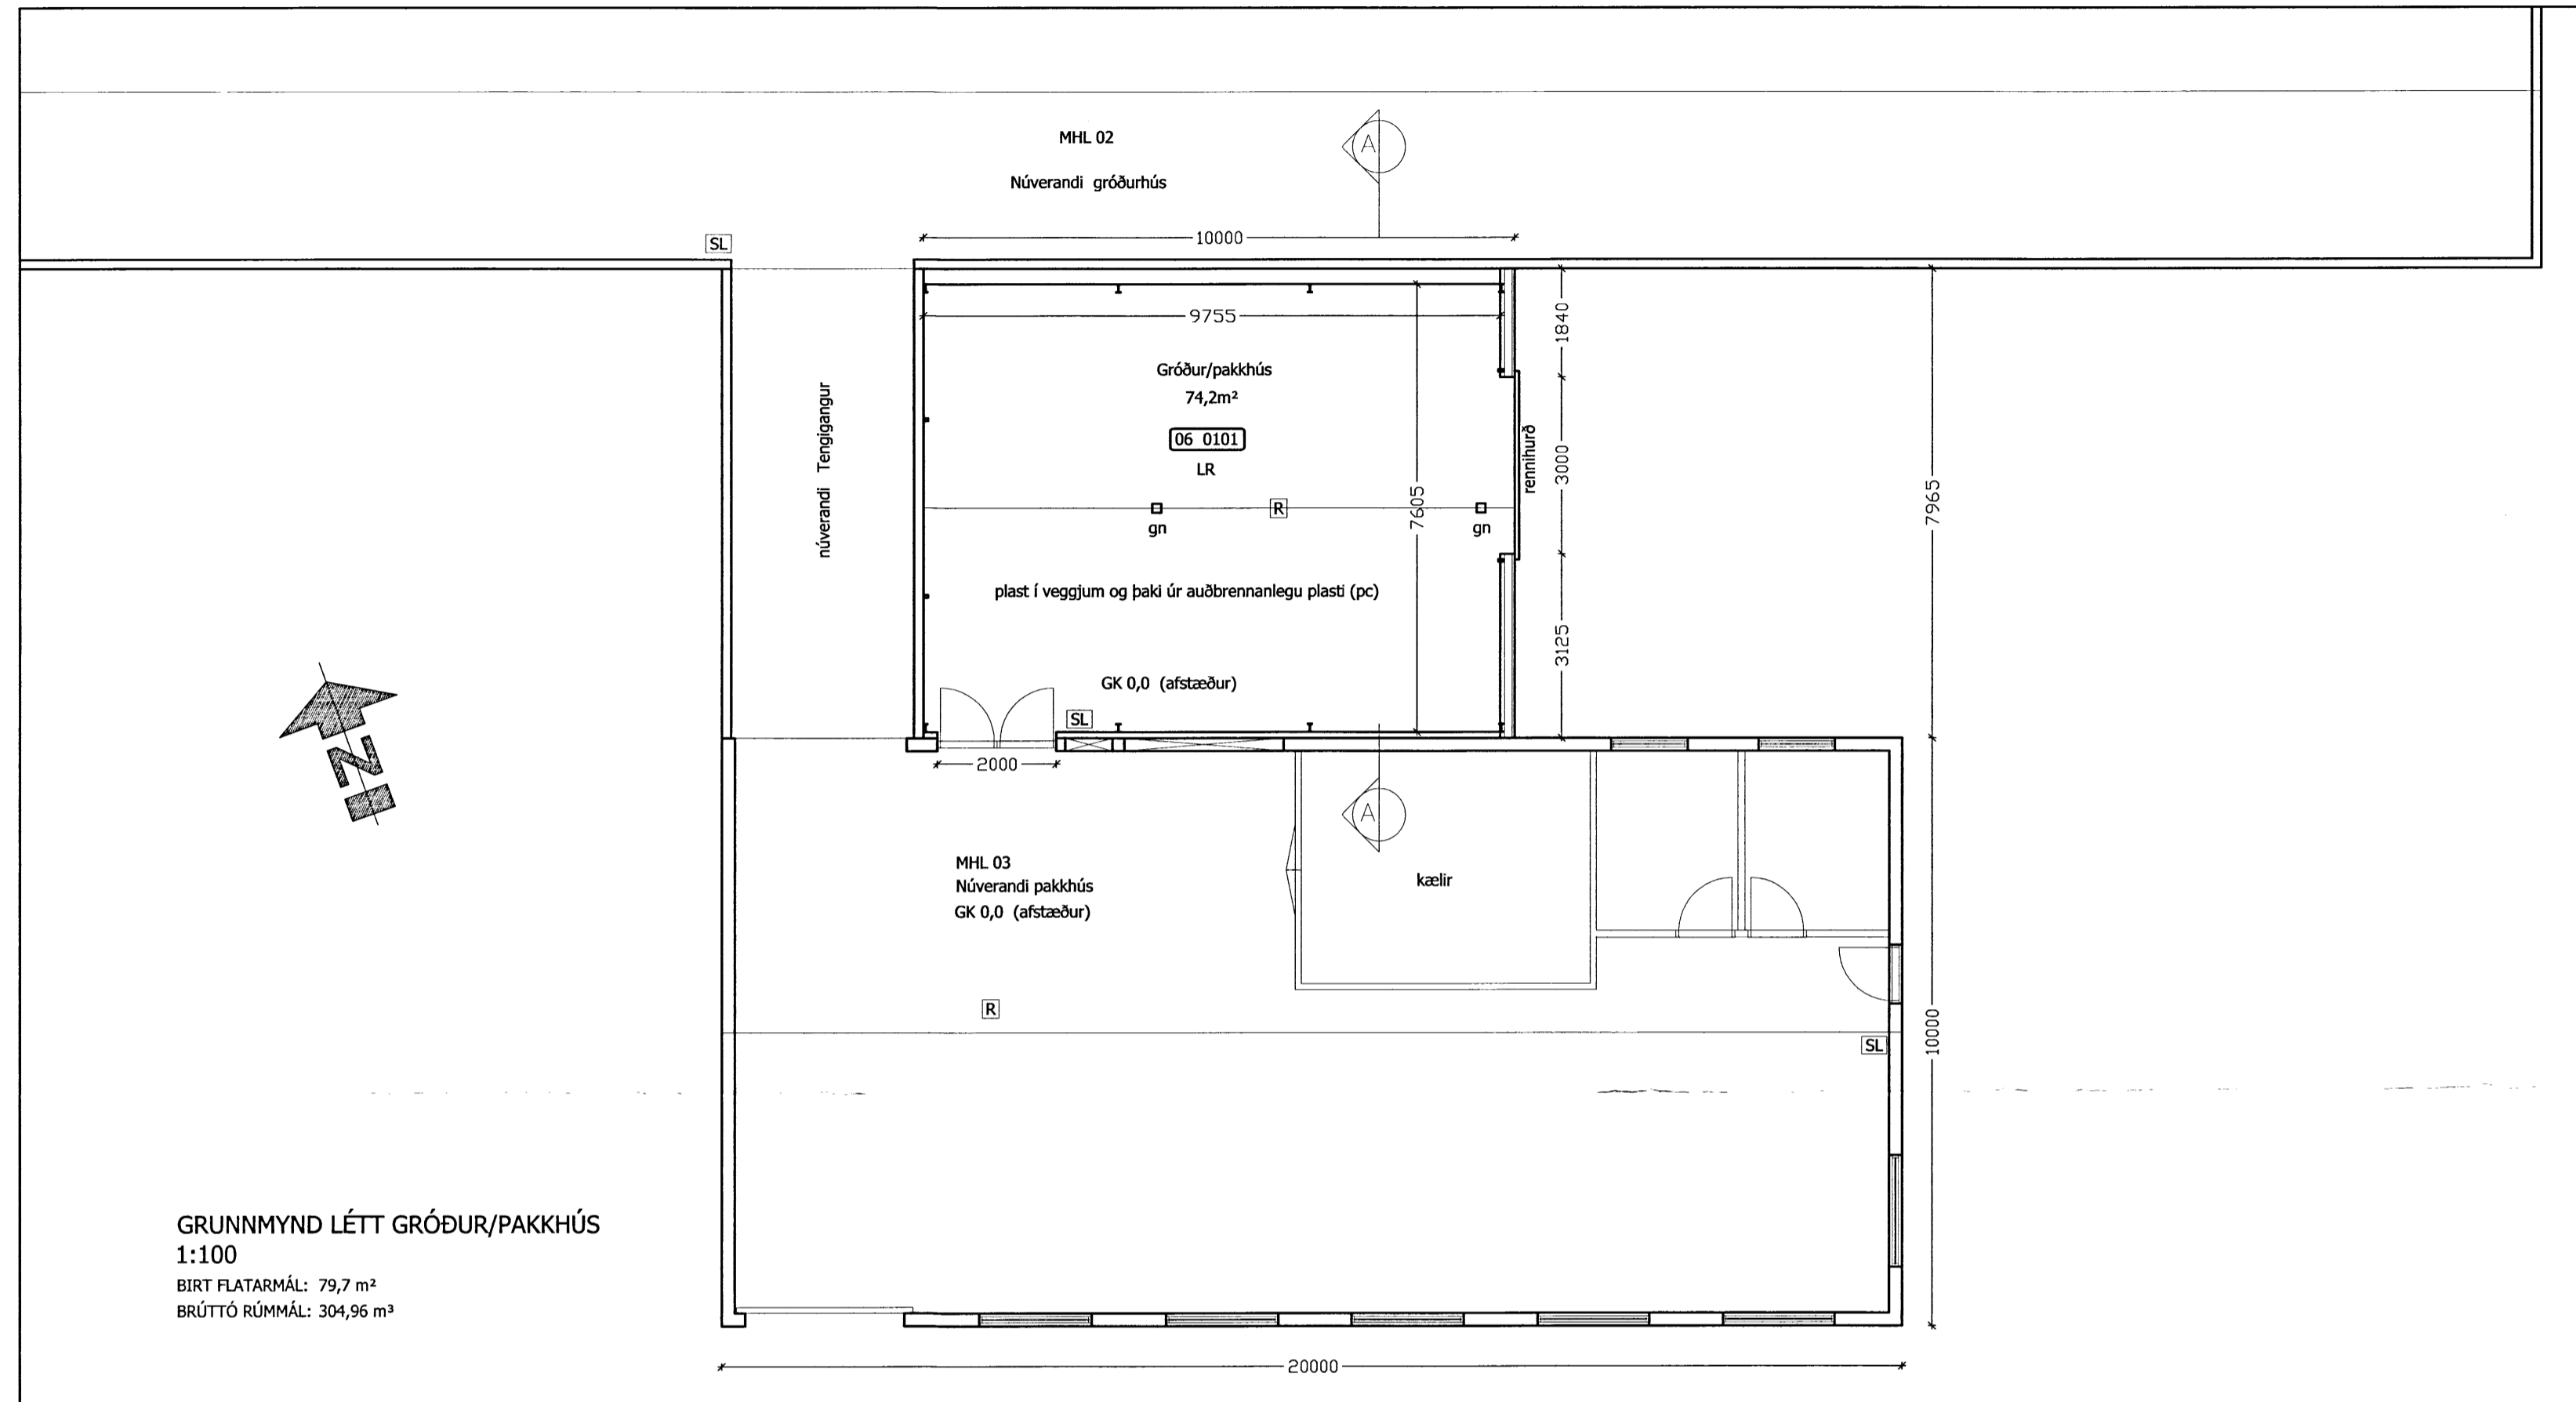 MHL 02
A
Núverandi gróðurhús
SL
10000
9755
1840
Gróður/pakkhús
74,2m²
06 0101
LR
núverandi Tengigangur
rennihurð
3000
7605
7965
R
gn
gn
plast í veggjum og þaki úr auðbrennanlegu plasti (pc)
3125
GK 0,0 (afstæður)
SL
N
2000
A
MHL 03
Núverandi pakkhús
GK 0,0 (afstæður)
kælir
R
SL
10000
GRUNNMYND LÉTT GRÓÐUR/PAKKHÚS
1:100
BIRT FLATARMÁL: 79,7 m²
BRÚTTÓ RÚMMÁL: 304,96 m³
20000